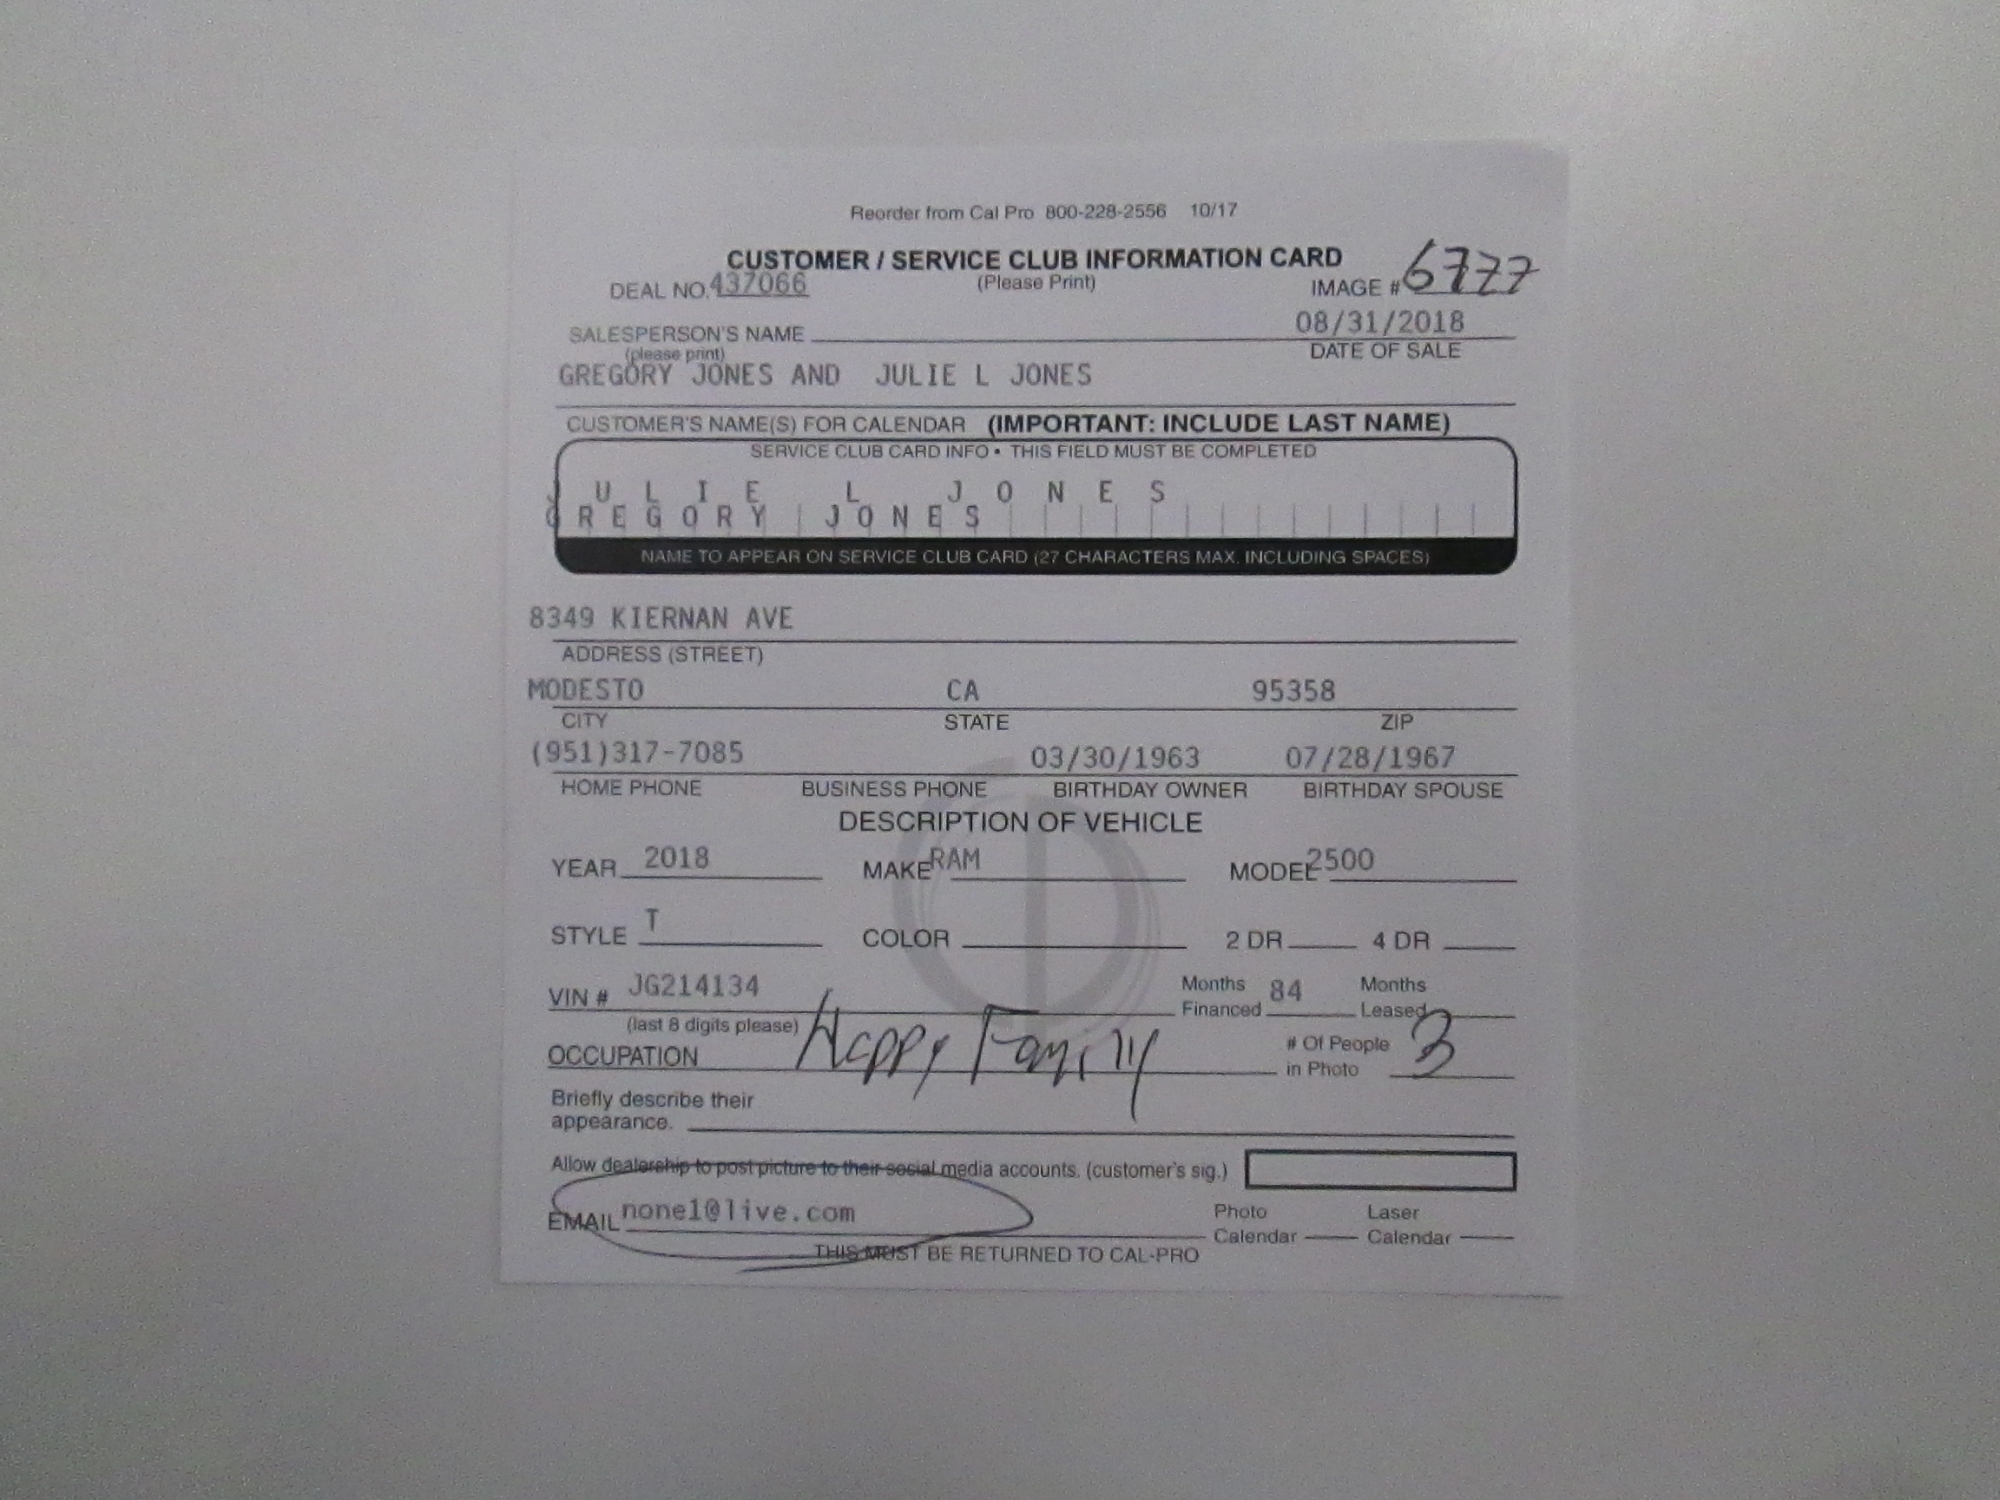 Reorder from Cal Pro 800-228-2556 10/17
CUSTOMER / SERVICE CLUB INFORMATION CARD
DEAL NO. 437066 (Please Print) IMAGE # 6777
SALESPERSON'S NAME 08/31/2018
(please print) DATE OF SALE
GREGORY JONES AND JULIE L JONES
CUSTOMER'S NAME(S) FOR CALENDAR (IMPORTANT: INCLUDE LAST NAME)
SERVICE CLUB CARD INFO • THIS FIELD MUST BE COMPLETED
JULIE L JONES
GREGORY JONES
NAME TO APPEAR ON SERVICE CLUB CARD (27 CHARACTERS MAX. INCLUDING SPACES)
8349 KIERNAN AVE
ADDRESS (STREET)
MODESTO CA 95358
CITY STATE ZIP
(951)317-7085 03/30/1963 07/28/1967
HOME PHONE BUSINESS PHONE BIRTHDAY OWNER BIRTHDAY SPOUSE
DESCRIPTION OF VEHICLE
YEAR 2018 MAKE RAM MODEL 2500
STYLE T COLOR 2 DR 4 DR
VIN # JG214134 Months Financed 84 Months Leased
(last 8 digits please)
OCCUPATION Happy Family # Of People in Photo 3
Briefly describe their
appearance.
Allow dealership to post picture to their social media accounts. (customer's sig.)
EMAIL none1@live.com Photo Calendar Laser Calendar
THIS MUST BE RETURNED TO CAL-PRO